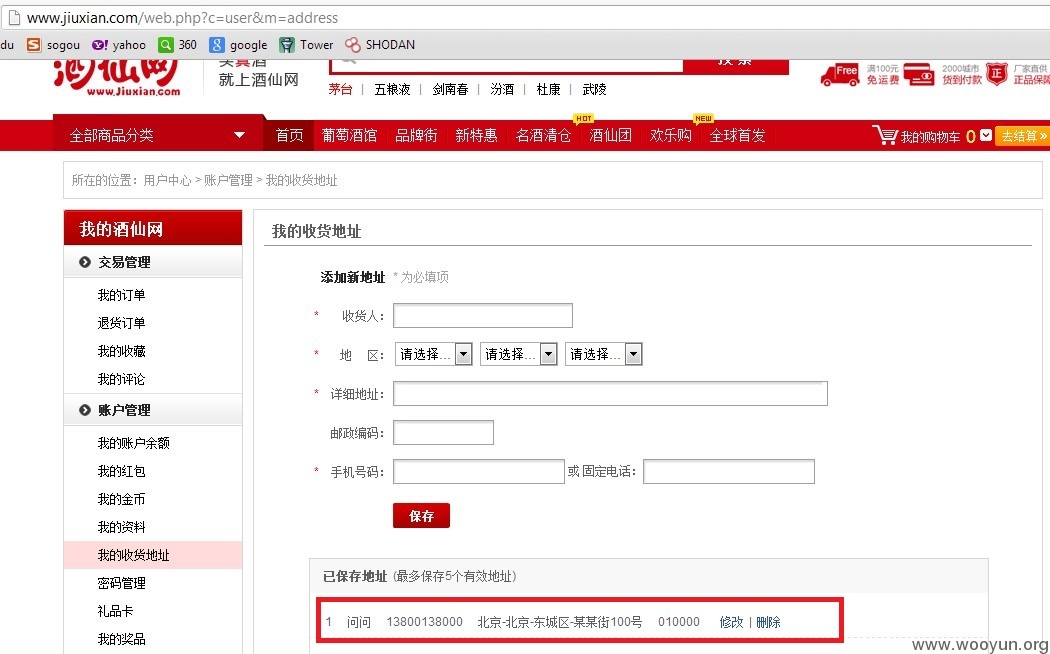 www.jiuxian.com/web.php?c=user&m=address
du sogou yahoo 360 google Tower SHODAN
酒仙网 买真酒 搜索 Free 满100元 2000城市 正 厂家直供
www.Jiuxian.com 就上酒仙网 免运费 货到付款 正品保
茅台 | 五粮液 | 剑南春 | 汾酒 | 杜康 | 武陵
HOT NEW
全部商品分类 首页 葡萄酒馆 品牌街 新特惠 名酒清仓 酒仙团 欢乐购 全球首发 我的购物车 0 去结算 »
所在的位置：用户中心 > 账户管理 > 我的收货地址
我的酒仙网
交易管理
我的订单
退货订单
我的收藏
我的评论
账户管理
我的账户余额
我的红包
我的金币
我的资料
我的收货地址
密码管理
礼品卡
我的奖品
我的收货地址
添加新地址 * 为必填项
* 收货人：
* 地 区： 请选择... 请选择... 请选择...
* 详细地址：
邮政编码：
* 手机号码： 或 固定电话：
保存
已保存地址 (最多保存5个有效地址)
1 问问 13800138000 北京-北京-东城区-某某街100号 010000 修改 | 删除
www.wooyun.org